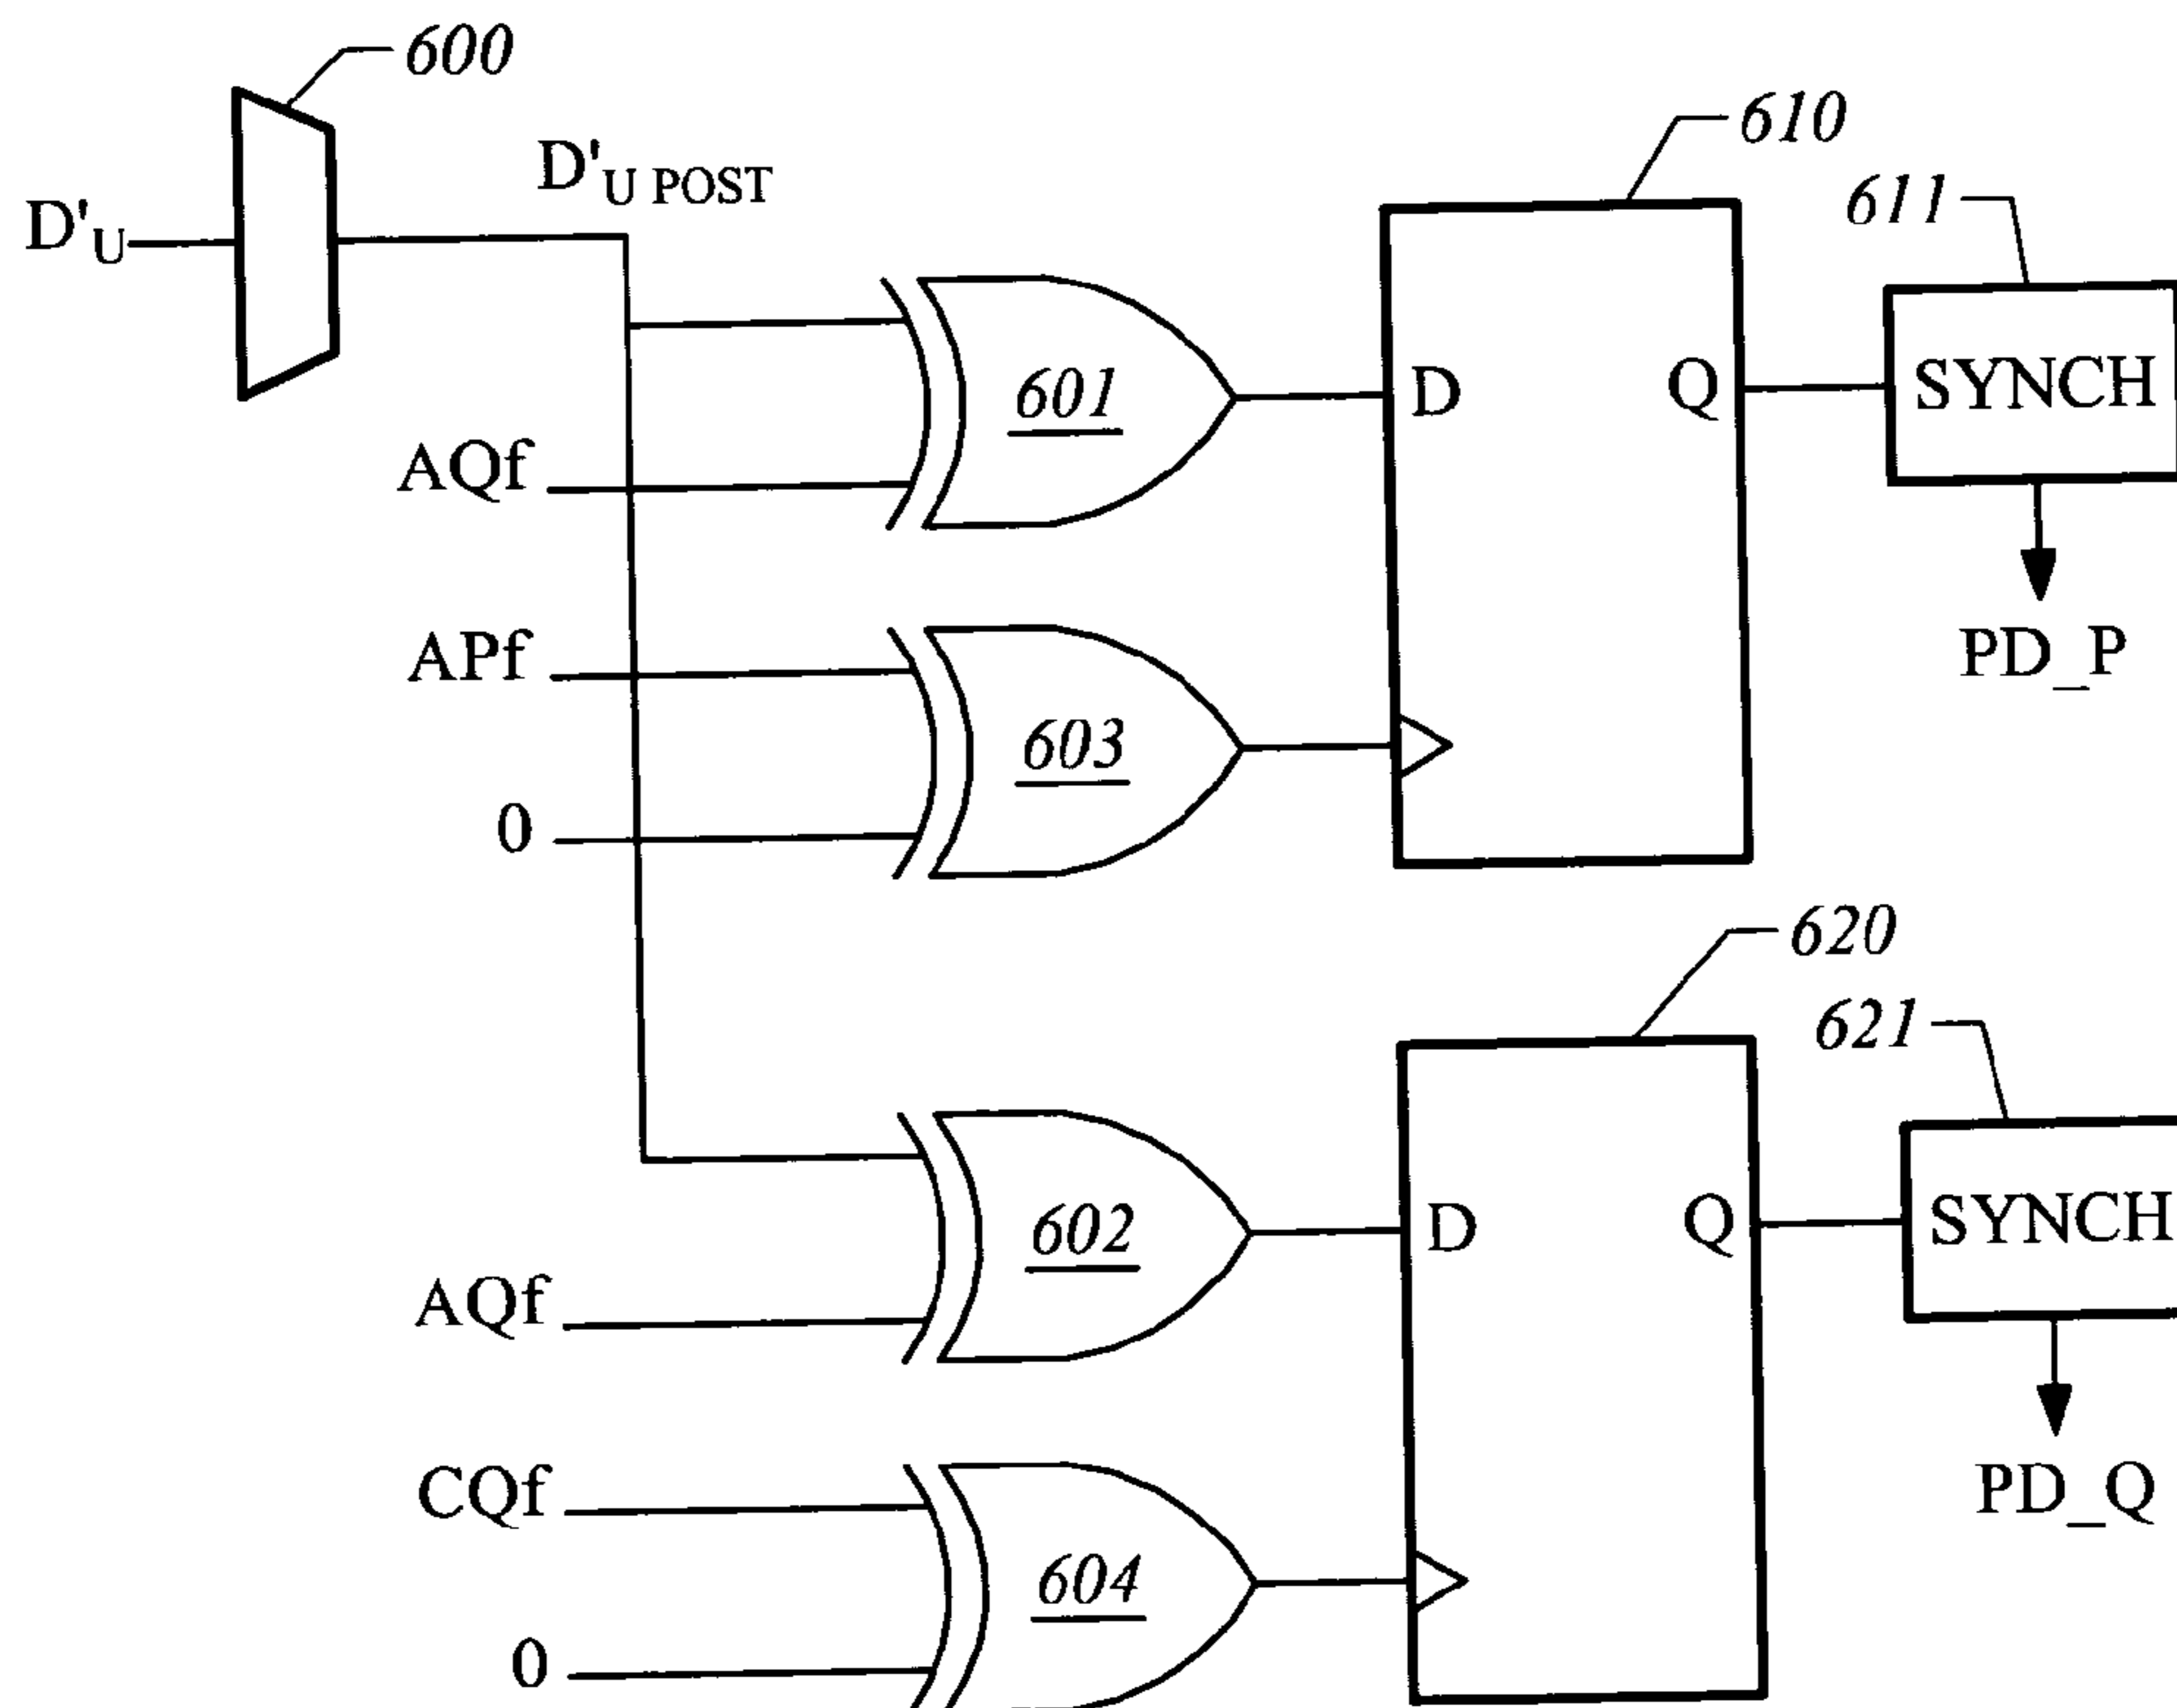 600
610
D'U POST
611
D'U
601
D
Q
SYNCH
AQf
APf
PD_P
603
0
620
621
602
D
Q
SYNCH
AQf
CQf
PD_Q
604
0